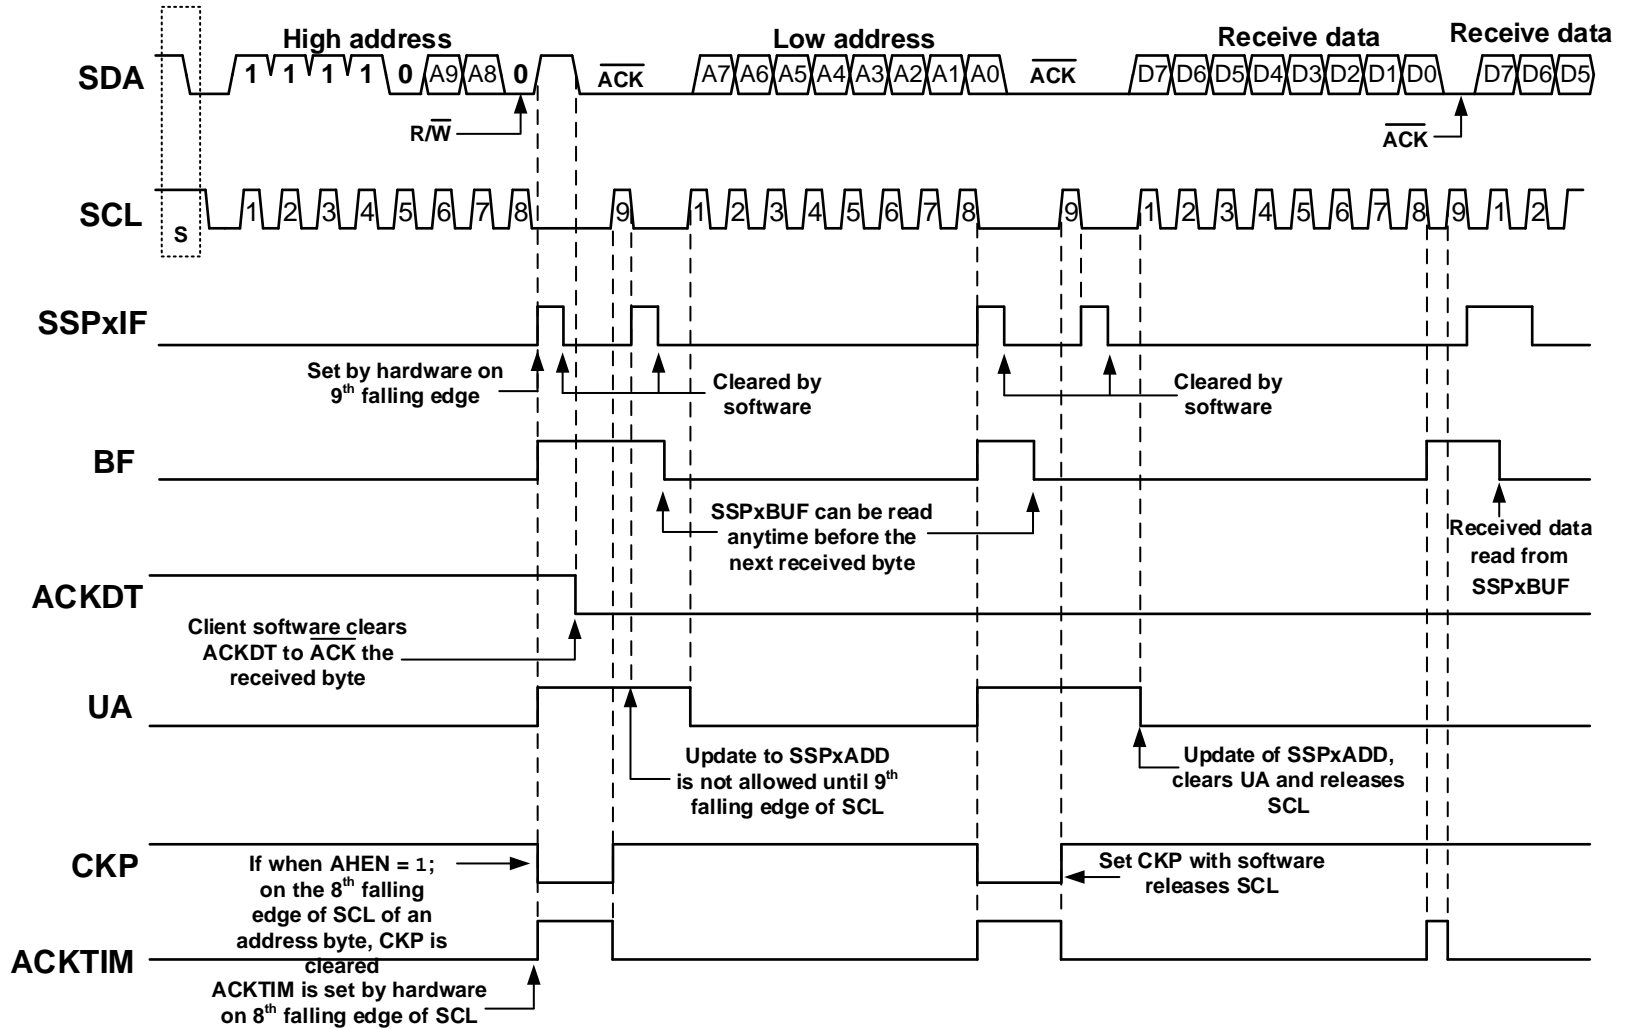 High address
Low address
Receive data
Receive data
SDA
1 1 1 1 0 A9 A8 0
ACK
A7 A6 A5 A4 A3 A2 A1 A0
ACK
D7 D6 D5 D4 D3 D2 D1 D0
D7 D6 D5
R/W
ACK
SCL
S
1 2 3 4 5 6 7 8 9
1 2 3 4 5 6 7 8 9
1 2 3 4 5 6 7 8 9
1 2
SSPxIF
Set by hardware on
9th falling edge
Cleared by
software
Cleared by
software
BF
SSPxBUF can be read
anytime before the
next received byte
Received data
read from
SSPxBUF
ACKDT
Client software clears
ACKDT to ACK the
received byte
UA
Update to SSPxADD
is not allowed until 9th
falling edge of SCL
Update of SSPxADD,
clears UA and releases
SCL
CKP
If when AHEN = 1;
on the 8th falling
edge of SCL of an
address byte, CKP is
cleared
Set CKP with software
releases SCL
ACKTIM
ACKTIM is set by hardware
on 8th falling edge of SCL